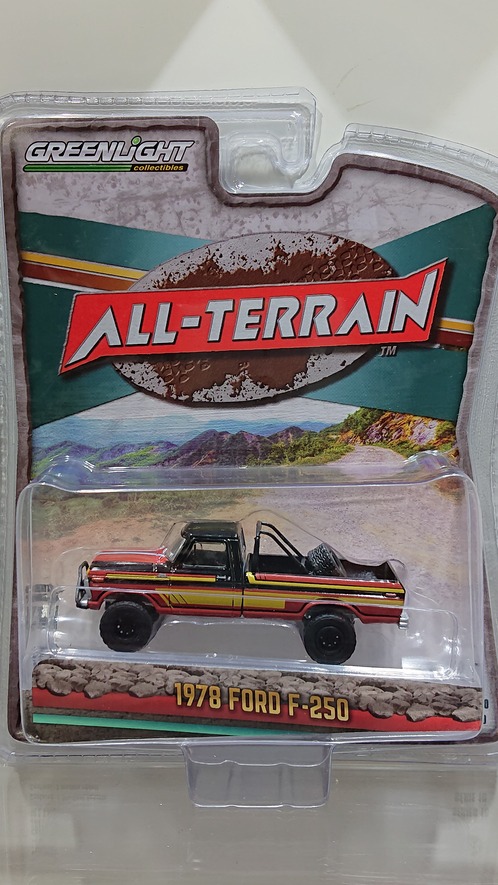 GREENLiGHT
collectibles
ALL-TERRAIN
TM
1978 FORD F-250